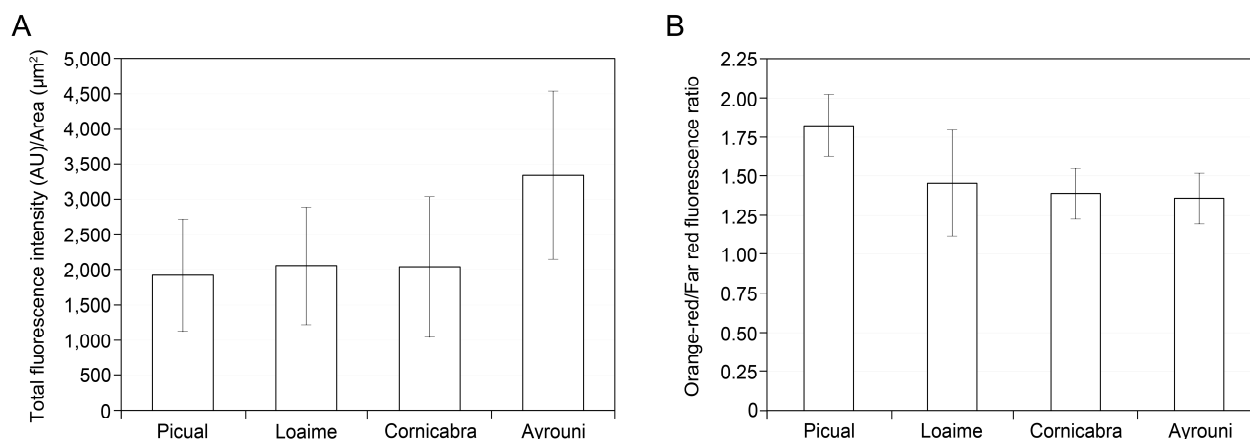 A
Total fluorescence intensity (AU)/Area (µm²)
5,000
4,500
4,000
3,500
3,000
2,500
2,000
1,500
1,000
500
0
Picual
Loaime
Cornicabra
Ayrouni
B
Orange-red/Far red fluorescence ratio
2.25
2.00
1.75
1.50
1.25
1.00
0.75
0.50
0.25
0
Picual
Loaime
Cornicabra
Ayrouni